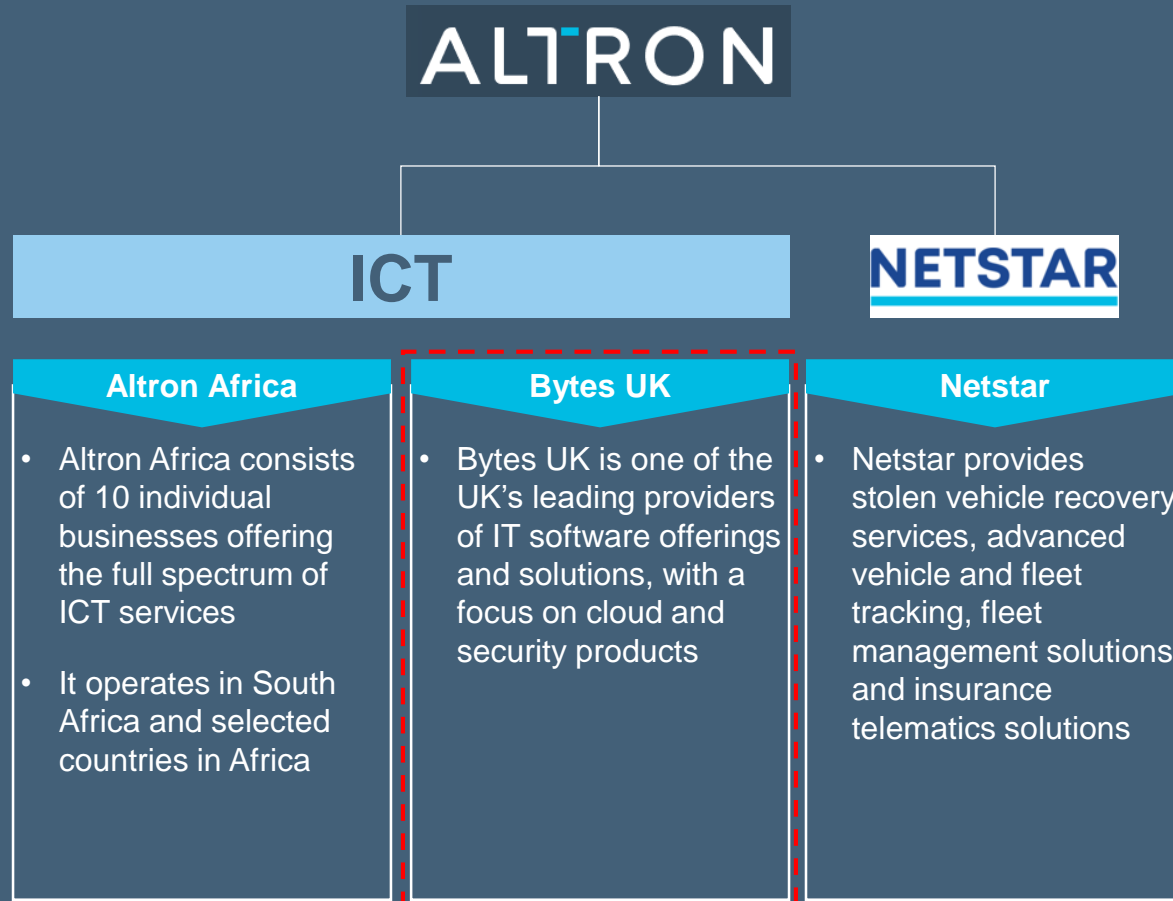 ALTRON
ICT
NETSTAR
Altron Africa
• Altron Africa consists
of 10 individual
businesses offering
the full spectrum of
ICT services
• It operates in South
Africa and selected
countries in Africa
Bytes UK
• Bytes UK is one of the
UK's leading providers
of IT software offerings
and solutions, with a
focus on cloud and
security products
Netstar
• Netstar provides
stolen vehicle recovery
services, advanced
vehicle and fleet
tracking, fleet
management solutions
and insurance
telematics solutions